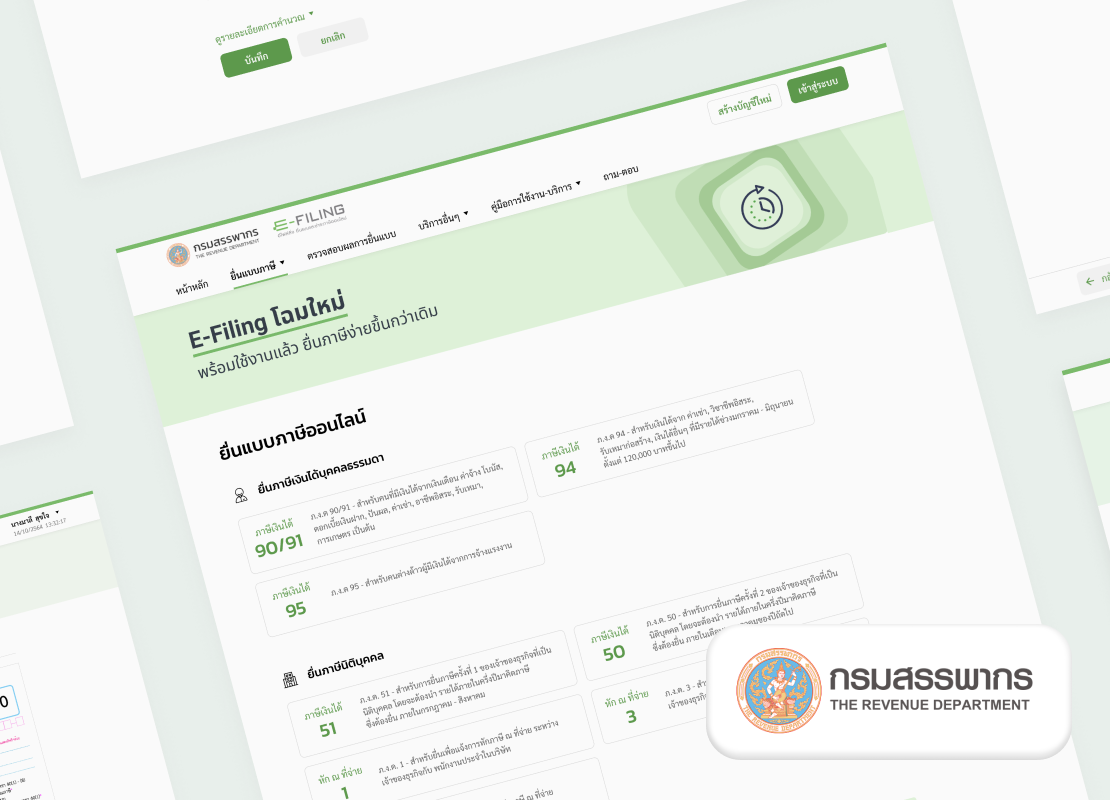 ดูรายละเอียดการคำนวณ
บันทึก
ยกเลิก
สร้างบัญชีใหม่
เข้าสู่ระบบ
กรมสรรพากร
THE REVENUE DEPARTMENT
E-FILING
หน้าหลัก
ยื่นแบบภาษี
ตรวจสอบผลการยื่นแบบ
บริการอื่นๆ
คู่มือการใช้งาน-บริการ
ถาม-ตอบ
E-Filing โฉมใหม่
พร้อมใช้งานแล้ว ยื่นภาษีง่ายขึ้นกว่าเดิม
ยื่นแบบภาษีออนไลน์
ยื่นภาษีเงินได้บุคคลธรรมดา
ภาษีเงินได้
90/91
ภ.ง.ด 90/91 - สำหรับคนที่มีเงินได้จากเงินเดือน ค่าจ้าง โบนัส,
ดอกเบี้ยเงินฝาก, ปันผล, ค่าเช่า, อาชีพอิสระ, รับเหมา,
การเกษตร เป็นต้น
ภาษีเงินได้
94
ภ.ง.ด 94 - สำหรับเงินได้จาก ค่าเช่า, วิชาชีพอิสระ,
รับเหมาก่อสร้าง, เงินได้อื่นๆ ที่มีรายได้ช่วงมกราคม - มิถุนายน
ตั้งแต่ 120,000 บาทขึ้นไป
ภาษีเงินได้
95
ภ.ง.ด 95 - สำหรับคนต่างด้าวผู้มีเงินได้จากการจ้างแรงงาน
ยื่นภาษีนิติบุคคล
ภาษีเงินได้
51
ภ.ง.ด. 51 - สำหรับการยื่นภาษีครั้งที่ 1 ของเจ้าของธุรกิจที่เป็น
นิติบุคคล โดยจะต้องนำ รายได้ภายในครึ่งปีมาคิดภาษี
ซึ่งต้องยื่น ภายในกรกฎาคม - สิงหาคม
ภาษีเงินได้
50
ภ.ง.ด. 50 - สำหรับการยื่นภาษีครั้งที่ 2 ของเจ้าของธุรกิจที่เป็น
นิติบุคคล โดยจะต้องนำ รายได้ภายในครึ่งปีมาคิดภาษี
ซึ่งต้องยื่น ภายในเดือ
คมของปีถัดไป
หัก ณ ที่จ่าย
1
ภ.ง.ด. 1 - สำหรับยื่นเพื่อแจ้งการหักภาษี ณ ที่จ่าย ระหว่าง
เจ้าของธุรกิจกับ พนักงานประจำในบริษัท
หัก ณ ที่จ่าย
3
ภ.ง.ด. 3 - ส
เจ้าของธุร
ษี ณ ที่จ่าย
นางมาลี สุขใจ
14/10/2564 13:32:17
0
กรมสรรพากร
THE REVENUE DEPARTMENT